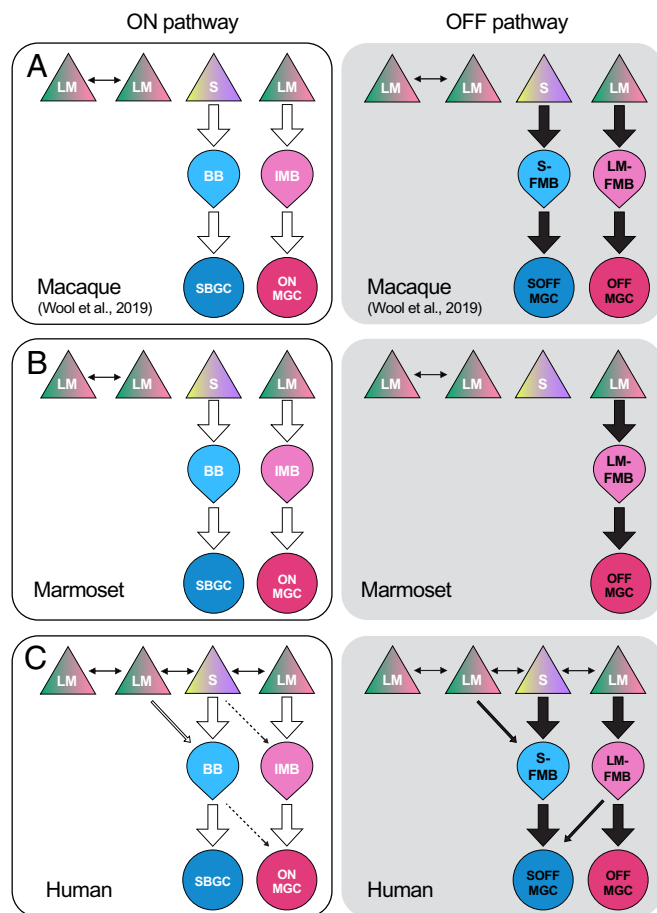 ON pathway
OFF pathway
A
LM
LM
S
LM
BB
IMB
SBGC
ON
MGC
Macaque
(Wool et al., 2019)
LM
LM
S
LM
S-
FMB
LM-
FMB
SOFF
MGC
OFF
MGC
Macaque
(Wool et al., 2019)
B
LM
LM
S
LM
BB
IMB
SBGC
ON
MGC
Marmoset
LM
LM
S
LM
LM-
FMB
OFF
MGC
Marmoset
C
LM
LM
S
LM
BB
IMB
SBGC
ON
MGC
Human
LM
LM
S
LM
S-
FMB
LM-
FMB
SOFF
MGC
OFF
MGC
Human